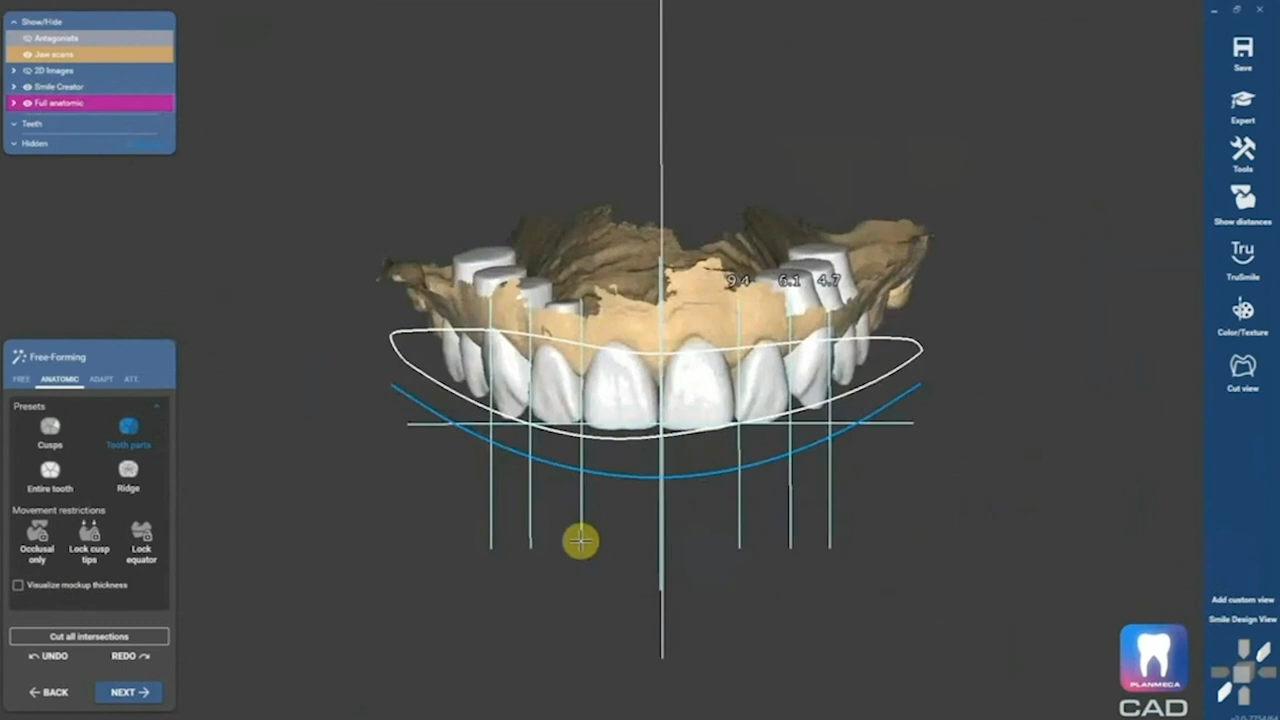 Show/Hide
Antagonists
Jaw scans
2D Images
Smile Creator
Full anatomic
Teeth
Hidden
Free-Forming
FREE ANATOMIC ADAPT ATT.
Presets
Cusps Tooth parts
Entire tooth Ridge
Movement restrictions
Occlusal only
Lock cusp tips
Lock equator
Visualize mockup thickness
Cut all intersections
UNDO REDO
BACK NEXT
9.4 6.1 4.7
Save
Expert
Tools
Show distances
Tru
TruSmile
Color/Texture
Cut view
Add custom view
Smile Design View
PLANMECA
CAD